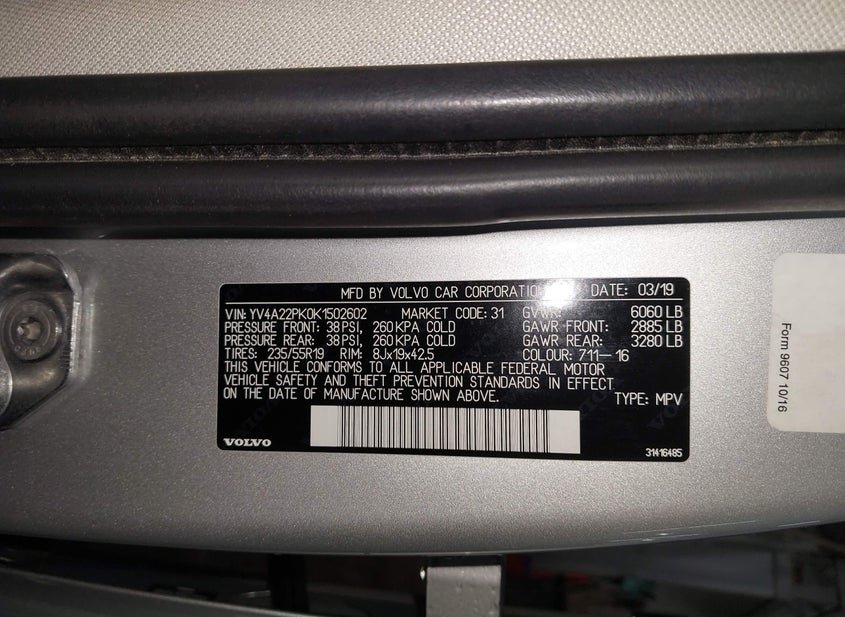 MFD BY VOLVO CAR CORPORATION DATE: 03/19
VIN: YV4A22PK0K1502602 MARKET CODE: 31 GVWR: 6060 LB
PRESSURE FRONT: 38 PSI, 260 KPA COLD GAWR FRONT: 2885 LB
PRESSURE REAR: 38 PSI, 260 KPA COLD GAWR REAR: 3280 LB
TIRES: 235/55R19 RIM: 8Jx19x42.5 COLOUR: 711-16
THIS VEHICLE CONFORMS TO ALL APPLICABLE FEDERAL MOTOR
VEHICLE SAFETY AND THEFT PREVENTION STANDARDS IN EFFECT
ON THE DATE OF MANUFACTURE SHOWN ABOVE. TYPE: MPV
VOLVO 31416485
Form 9607 10/16